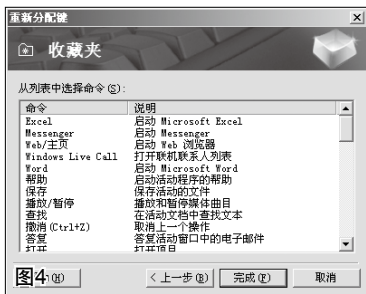 重新分配键
收藏夹
从列表中选择命令(S):
命令 说明
Excel 启动 Microsoft Excel
Messenger 启动 Messenger
Web/主页 启动 Web 浏览器
Windows Live Call 打开联机联系人列表
Word 启动 Microsoft Word
帮助 启动活动程序的帮助
保存 保存活动的文件
播放/暂停 播放和暂停媒体曲目
查找 在活动文档中查找文本
撤消(Ctrl+Z) 取消上一个操作
答复 答复活动窗口中的电子邮件
打开 打开项目
图4 (H) < 上一步(B) 完成(F) 取消